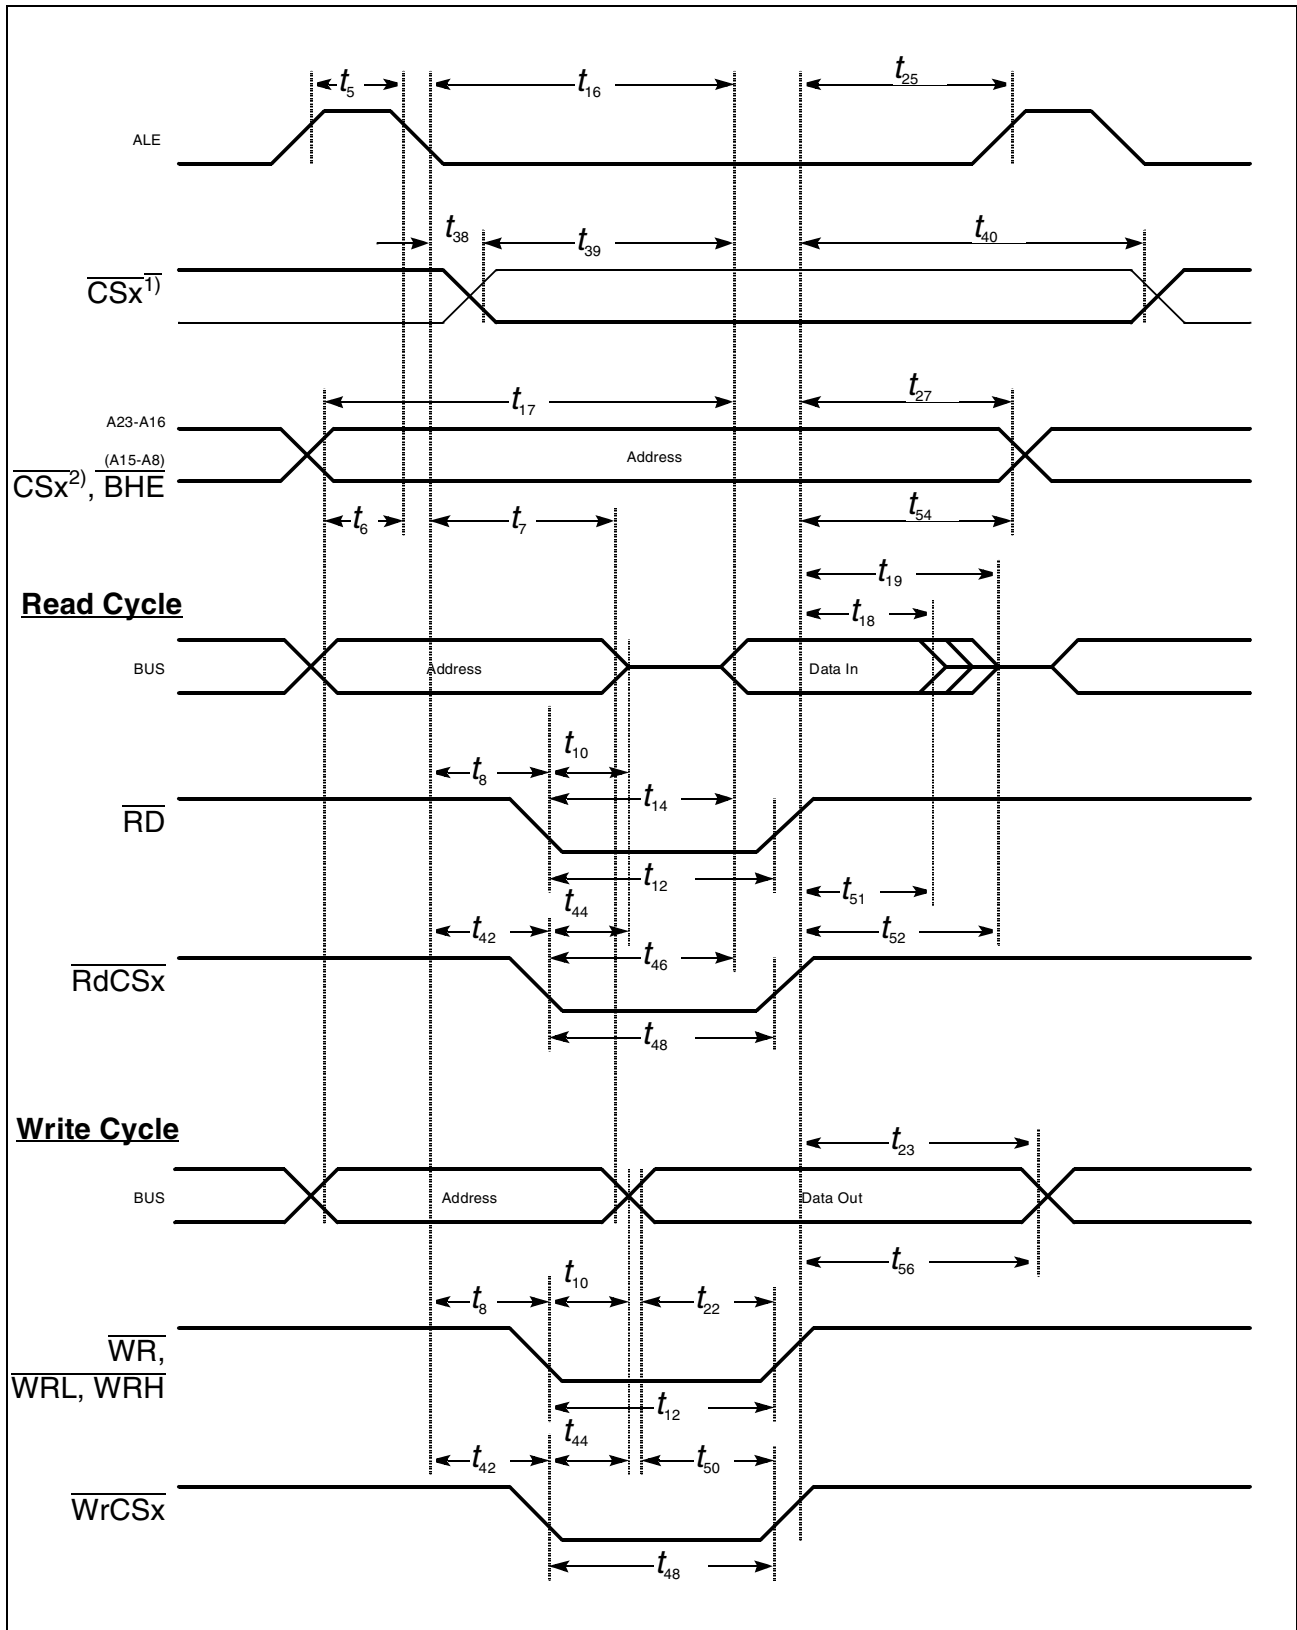 t5 t16 t25
ALE
t38 t39 t40
CSx1)
t17 t27
A23-A16
(A15-A8)
Address
CSx2), BHE
t6 t7 t54
t19
Read Cycle
t18
BUS Address Data In
t10
t8
t14
RD
t12 t51
t44
t42 t52
t46
RdCSx
t48
Write Cycle
t23
BUS Address Data Out
t56
t10
t8 t22
WR,
WRL, WRH
t12
t44
t42 t50
WrCSx
t48